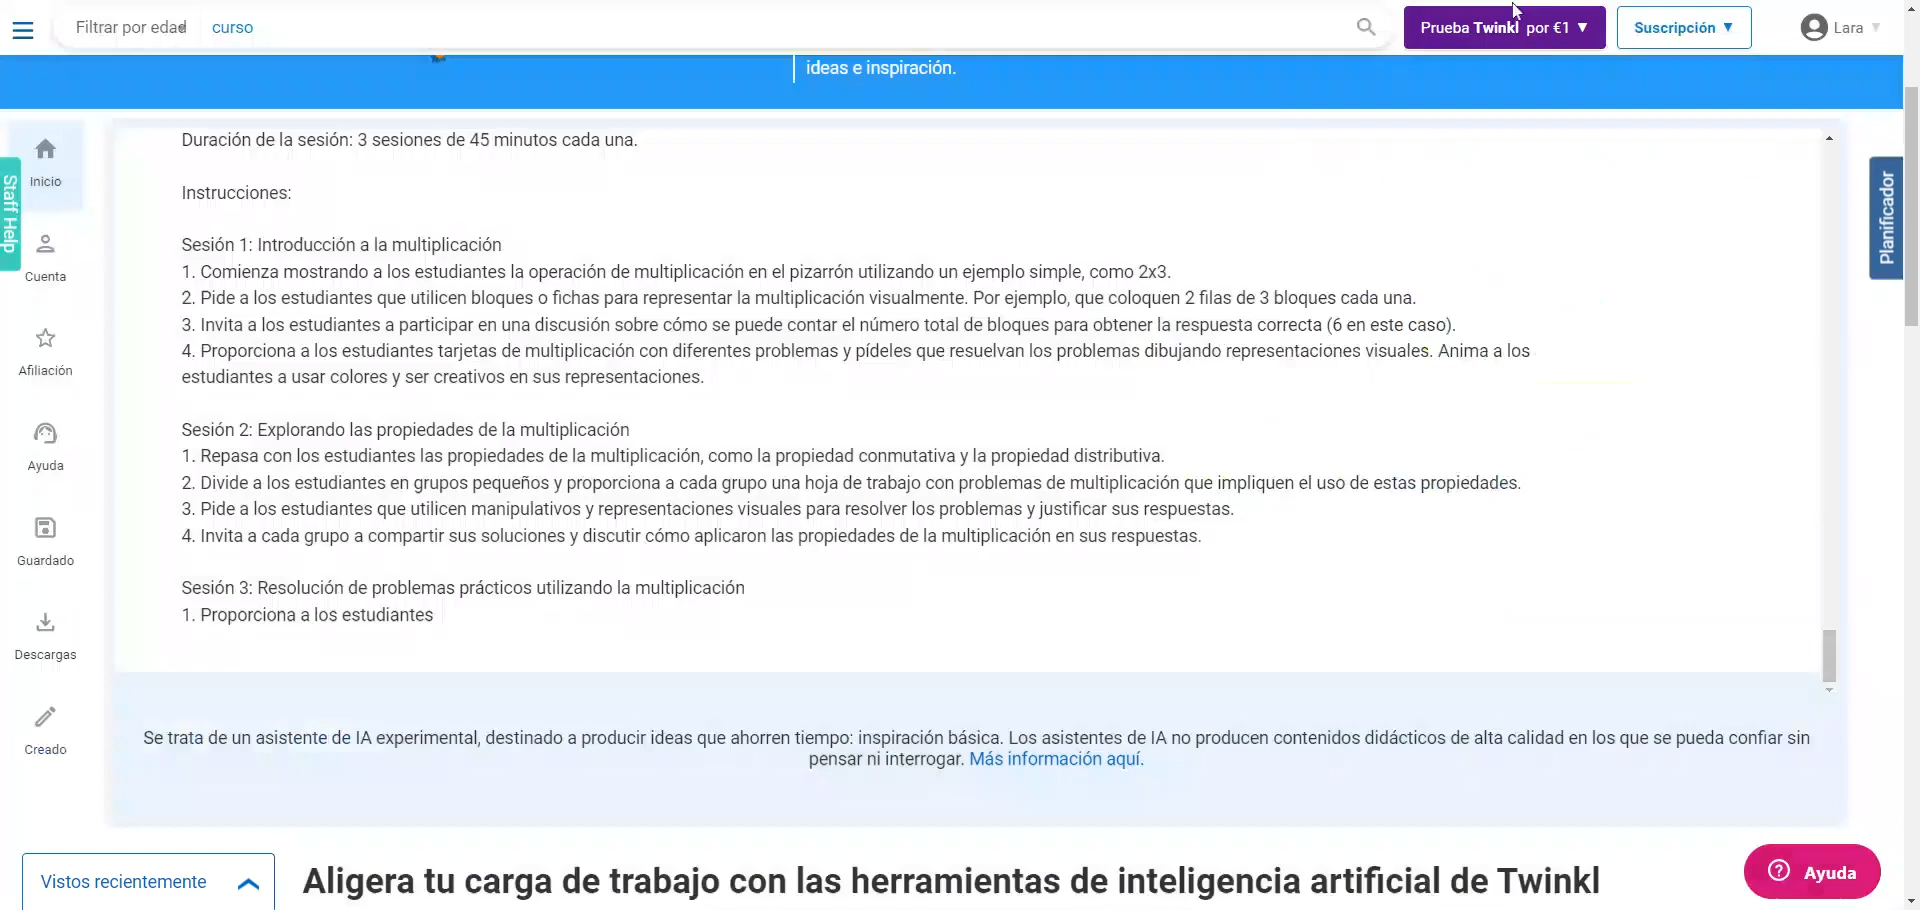 Filtrar por edad
curso
Prueba Twinkl por €1 ▼
Suscripción ▼
Lara ▼
ideas e inspiración.
Inicio
Staff Help
Cuenta
Afiliación
Ayuda
Guardado
Descargas
Creado
Planificador
Duración de la sesión: 3 sesiones de 45 minutos cada una.
Instrucciones:
Sesión 1: Introducción a la multiplicación
1. Comienza mostrando a los estudiantes la operación de multiplicación en el pizarrón utilizando un ejemplo simple, como 2x3.
2. Pide a los estudiantes que utilicen bloques o fichas para representar la multiplicación visualmente. Por ejemplo, que coloquen 2 filas de 3 bloques cada una.
3. Invita a los estudiantes a participar en una discusión sobre cómo se puede contar el número total de bloques para obtener la respuesta correcta (6 en este caso).
4. Proporciona a los estudiantes tarjetas de multiplicación con diferentes problemas y pídeles que resuelvan los problemas dibujando representaciones visuales. Anima a los
estudiantes a usar colores y ser creativos en sus representaciones.
Sesión 2: Explorando las propiedades de la multiplicación
1. Repasa con los estudiantes las propiedades de la multiplicación, como la propiedad conmutativa y la propiedad distributiva.
2. Divide a los estudiantes en grupos pequeños y proporciona a cada grupo una hoja de trabajo con problemas de multiplicación que impliquen el uso de estas propiedades.
3. Pide a los estudiantes que utilicen manipulativos y representaciones visuales para resolver los problemas y justificar sus respuestas.
4. Invita a cada grupo a compartir sus soluciones y discutir cómo aplicaron las propiedades de la multiplicación en sus respuestas.
Sesión 3: Resolución de problemas prácticos utilizando la multiplicación
1. Proporciona a los estudiantes
Se trata de un asistente de IA experimental, destinado a producir ideas que ahorren tiempo: inspiración básica. Los asistentes de IA no producen contenidos didácticos de alta calidad en los que se pueda confiar sin
pensar ni interrogar. Más información aquí.
Vistos recientemente
Aligera tu carga de trabajo con las herramientas de inteligencia artificial de Twinkl
Ayuda